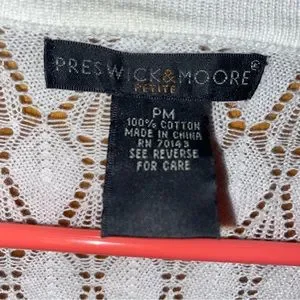 PRESWICK&MOORE®
PETITE
PM
100% COTTON
MADE IN CHINA
RN 70143
SEE REVERSE
FOR CARE